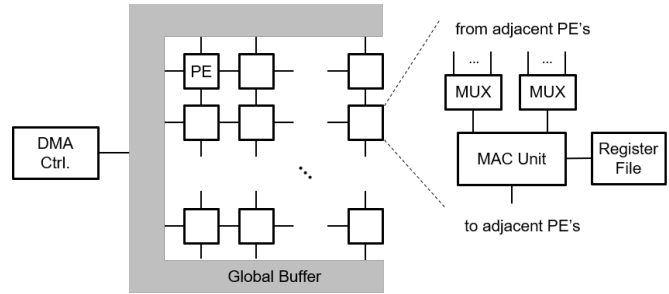 from adjacent PE's
PE
...
...
MUX
MUX
DMA
Ctrl.
MAC Unit
Register
File
to adjacent PE's
Global Buffer